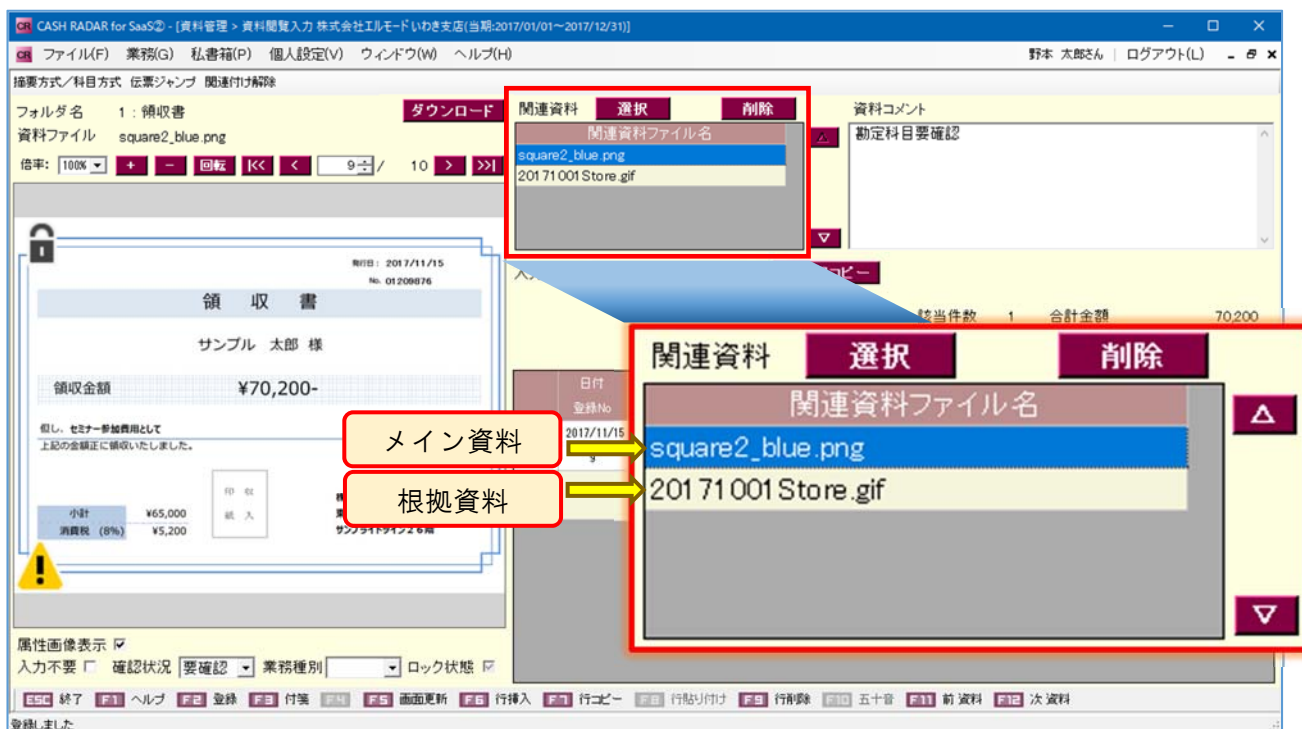 CASH RADAR for SaaS② - [資料管理 > 資料閲覧入力 株式会社エルモードいわき支店(当期:2017/01/01～2017/12/31)]
ファイル(F) 業務(G) 私書箱(P) 個人設定(V) ウィンドウ(W) ヘルプ(H) 野本 太郎さん ログアウト(L)
摘要方式/科目方式 伝票ジャンプ 関連付け解除
フォルダ名 1 : 領収書 ダウンロード
資料ファイル square2_blue.png
倍率: 100% + - 回転 |<< < 9 / 10 > >>|
関連資料 選択 削除
関連資料ファイル名
square2_blue.png
20171001Store.gif
資料コメント
勘定科目要確認
発行日: 2017/11/15
No. 01209876
領 収 書
サンプル 太郎 様
領収金額 ¥70,200-
但し、セミナー参加費用として
上記の金額正に領収いたしました。
印 収
紙 入
小計 ¥65,000
消費税 (8%) ¥5,200
サンブライトツイン26階
コピー
該当件数 1 合計金額 70,200
日付
登録No
2017/11/15
9
関連資料 選択 削除
関連資料ファイル名
square2_blue.png
20171001Store.gif
メイン資料
根拠資料
属性画像表示
入力不要 確認状況 要確認 業務種別 ロック状態
ESC 終了 F1 ヘルプ F2 登録 F3 付箋 F4 F5 画面更新 F6 行挿入 F7 行コピー F8 行貼り付け F9 行削除 F10 五十音 F11 前資料 F12 次資料
登録しました